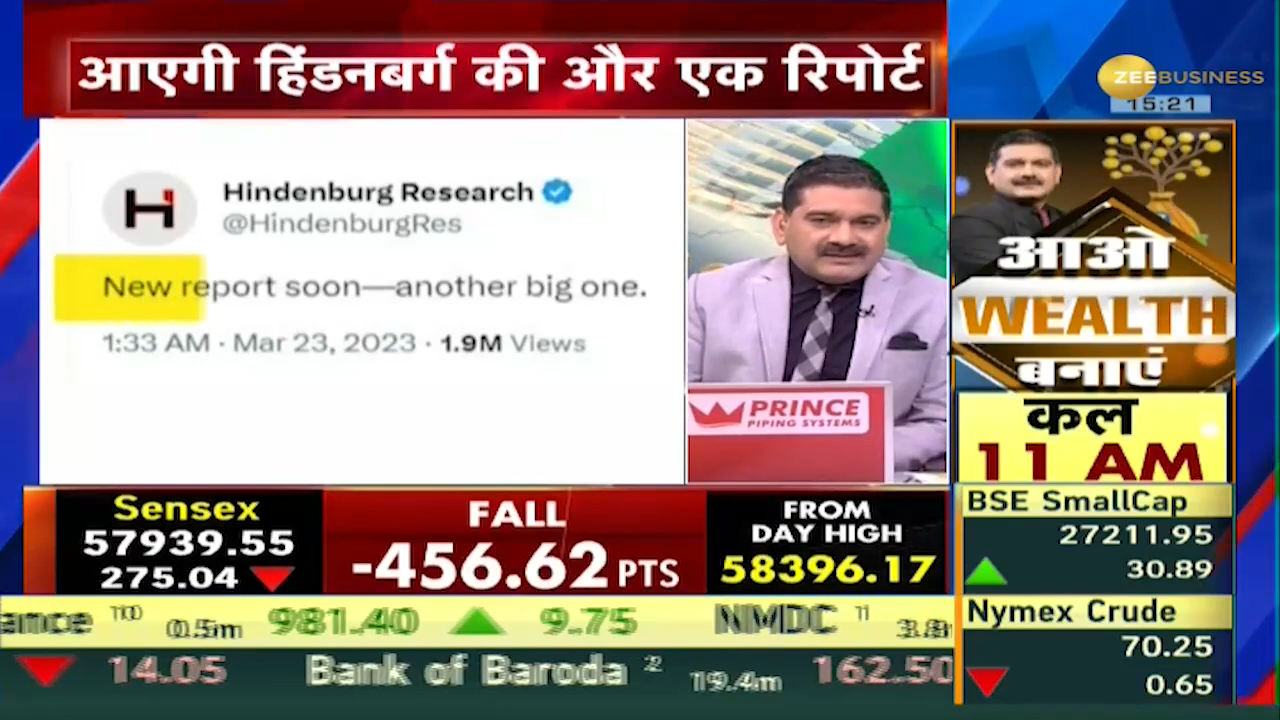 आएगी हिंडनबर्ग की और एक रिपोर्ट
ZEEBUSINESS
15:21
Hindenburg Research
@HindenburgRes
New report soon—another big one.
1:33 AM · Mar 23, 2023 · 1.9M Views
PRINCE
PIPING SYSTEMS
आओ
WEALTH
बनाएं
कल
11 AM
Sensex
57939.55
275.04
FALL
-456.62 PTS
FROM
DAY HIGH
58396.17
BSE SmallCap
27211.95
30.89
Nymex Crude
70.25
0.65
ance 100 0.5m 981.40 9.75 NMDC 11
14.05 Bank of Baroda 22 19.4m 162.50